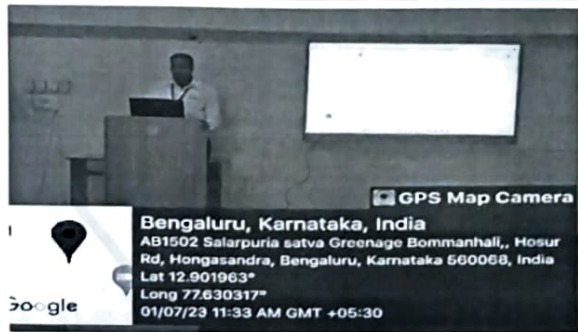 GPS Map Camera
Bengaluru, Karnataka, India
AB1502 Salarpuria satva Greenage Bommanhali,, Hosur
Rd, Hongasandra, Bengaluru, Karnataka 560068, India
Lat 12.901963°
Long 77.630317°
01/07/23 11:33 AM GMT +05:30
Google